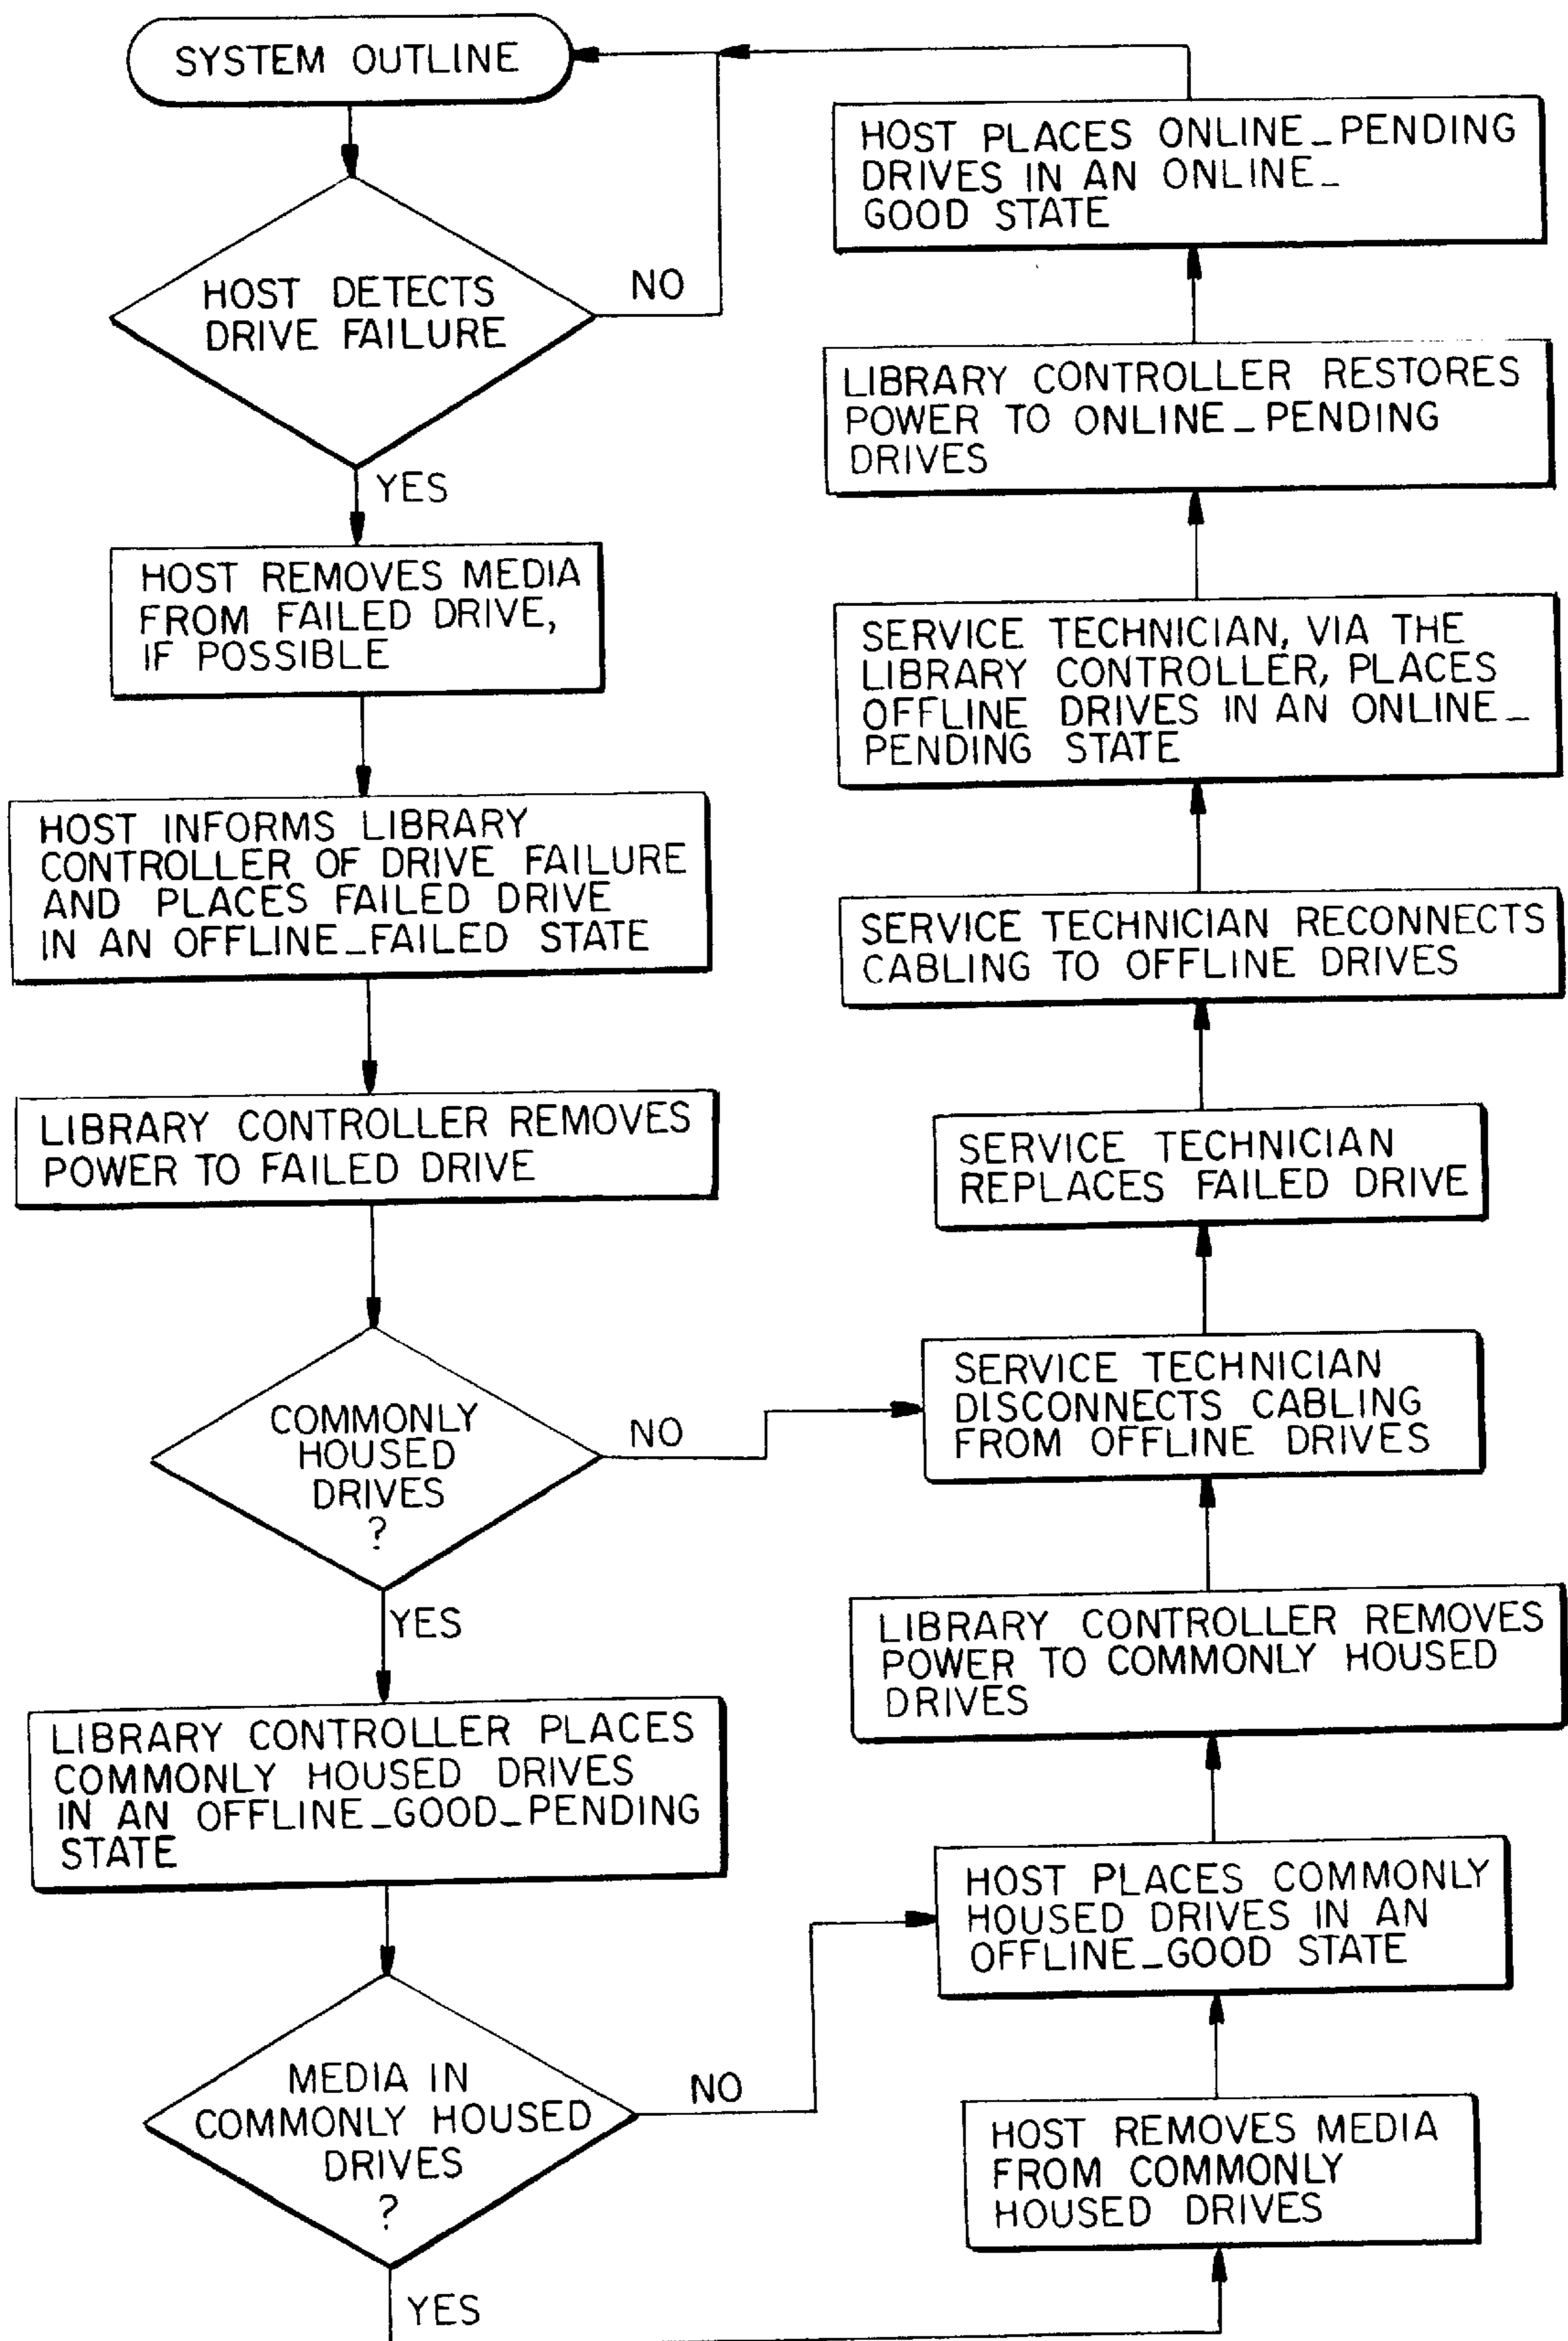 SYSTEM OUTLINE
HOST DETECTS
DRIVE FAILURE
NO
YES
HOST REMOVES MEDIA
FROM FAILED DRIVE,
IF POSSIBLE
HOST INFORMS LIBRARY
CONTROLLER OF DRIVE FAILURE
AND PLACES FAILED DRIVE
IN AN OFFLINE_FAILED STATE
LIBRARY CONTROLLER REMOVES
POWER TO FAILED DRIVE
COMMONLY
HOUSED
DRIVES
?
NO
YES
LIBRARY CONTROLLER PLACES
COMMONLY HOUSED DRIVES
IN AN OFFLINE_GOOD_PENDING
STATE
MEDIA IN
COMMONLY HOUSED
DRIVES
?
NO
YES
HOST PLACES ONLINE_PENDING
DRIVES IN AN ONLINE_
GOOD STATE
LIBRARY CONTROLLER RESTORES
POWER TO ONLINE_PENDING
DRIVES
SERVICE TECHNICIAN, VIA THE
LIBRARY CONTROLLER, PLACES
OFFLINE DRIVES IN AN ONLINE_
PENDING STATE
SERVICE TECHNICIAN RECONNECTS
CABLING TO OFFLINE DRIVES
SERVICE TECHNICIAN
REPLACES FAILED DRIVE
SERVICE TECHNICIAN
DISCONNECTS CABLING
FROM OFFLINE DRIVES
LIBRARY CONTROLLER REMOVES
POWER TO COMMONLY HOUSED
DRIVES
HOST PLACES COMMONLY
HOUSED DRIVES IN AN
OFFLINE_GOOD STATE
HOST REMOVES MEDIA
FROM COMMONLY
HOUSED DRIVES